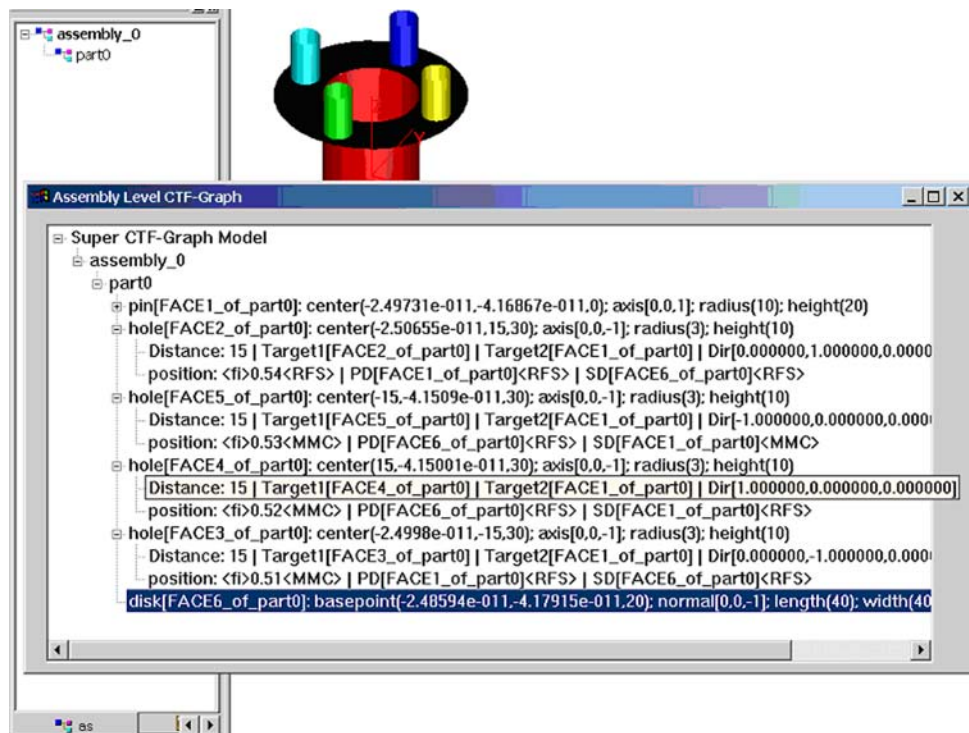 assembly_0
part0
Y
Assembly Level CTF-Graph
Super CTF-Graph Model
assembly_0
part0
pin[FACE1_of_part0]: center(-2.49731e-011,-4.16867e-011,0); axis[0,0,1]; radius(10); height(20)
hole[FACE2_of_part0]: center(-2.50655e-011,15,30); axis[0,0,-1]; radius(3); height(10)
Distance: 15 | Target1[FACE2_of_part0] | Target2[FACE1_of_part0] | Dir[0.000000,1.000000,0.0000
position: <fi>0.54<RFS> | PD[FACE1_of_part0]<RFS> | SD[FACE6_of_part0]<RFS>
hole[FACE5_of_part0]: center(-15,-4.1509e-011,30); axis[0,0,-1]; radius(3); height(10)
Distance: 15 | Target1[FACE5_of_part0] | Target2[FACE1_of_part0] | Dir[-1.000000,0.000000,0.000
position: <fi>0.53<MMC> | PD[FACE6_of_part0]<RFS> | SD[FACE1_of_part0]<MMC>
hole[FACE4_of_part0]: center(15,-4.15001e-011,30); axis[0,0,-1]; radius(3); height(10)
Distance: 15 | Target1[FACE4_of_part0] | Target2[FACE1_of_part0] | Dir[1.000000,0.000000,0.000000]
position: <fi>0.52<MMC> | PD[FACE6_of_part0]<RFS> | SD[FACE1_of_part0]<RFS>
hole[FACE3_of_part0]: center(-2.4998e-011,-15,30); axis[0,0,-1]; radius(3); height(10)
Distance: 15 | Target1[FACE3_of_part0] | Target2[FACE1_of_part0] | Dir[0.000000,-1.000000,0.000
position: <fi>0.51<MMC> | PD[FACE1_of_part0]<RFS> | SD[FACE6_of_part0]<RFS>
disk[FACE6_of_part0]: basepoint(-2.48594e-011,-4.17915e-011,20); normal[0,0,-1]; length(40); width(40
as